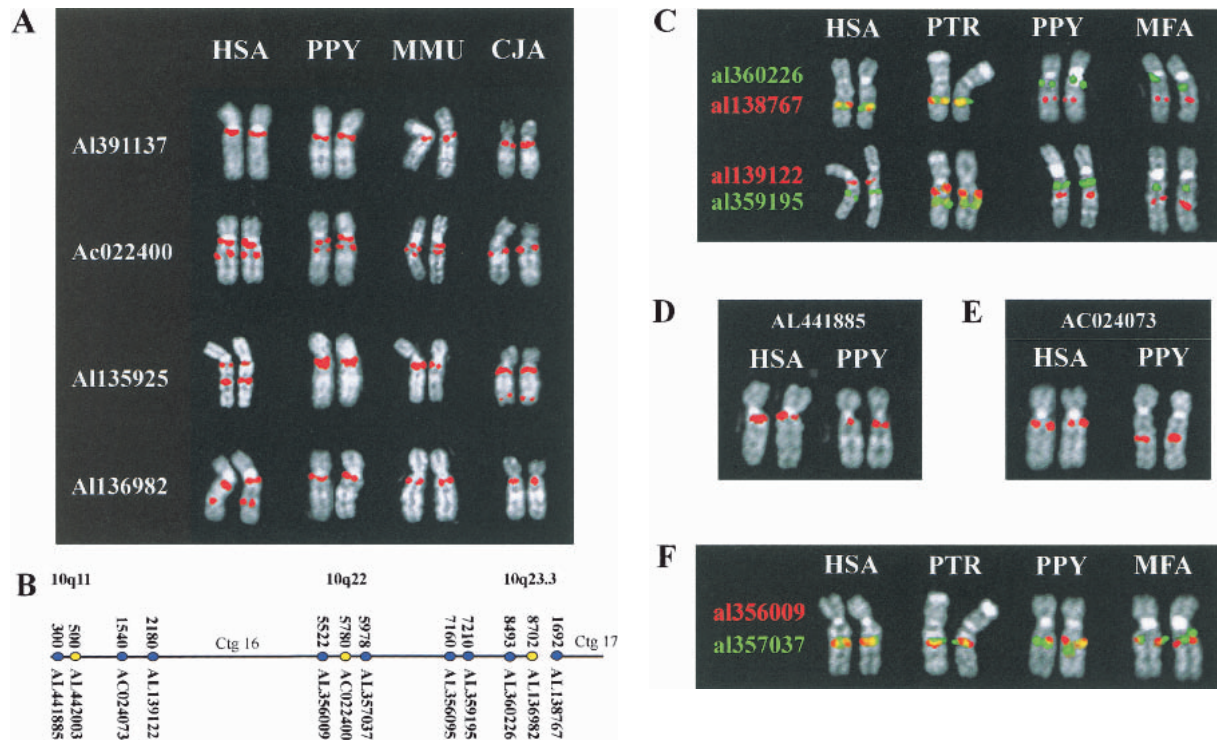 A
HSA PPY MMU CJA
Al391137
Ac022400
Al135925
Al136982
B
10q11 10q22 10q23.3
300 500 1540 2180 5522 5780 5978 7160 7210 8493 8702 1692
Ctg 16 Ctg 17
AL441885 AL442003 AC024073 AL139122 AL356009 AC022400 AL357037 AL356095 AL359195 AL360226 AL136982 AL138767
C
HSA PTR PPY MFA
al360226
al138767
al139122
al359195
D
AL441885
HSA PPY
E
AC024073
HSA PPY
F
HSA PTR PPY MFA
al356009
al357037